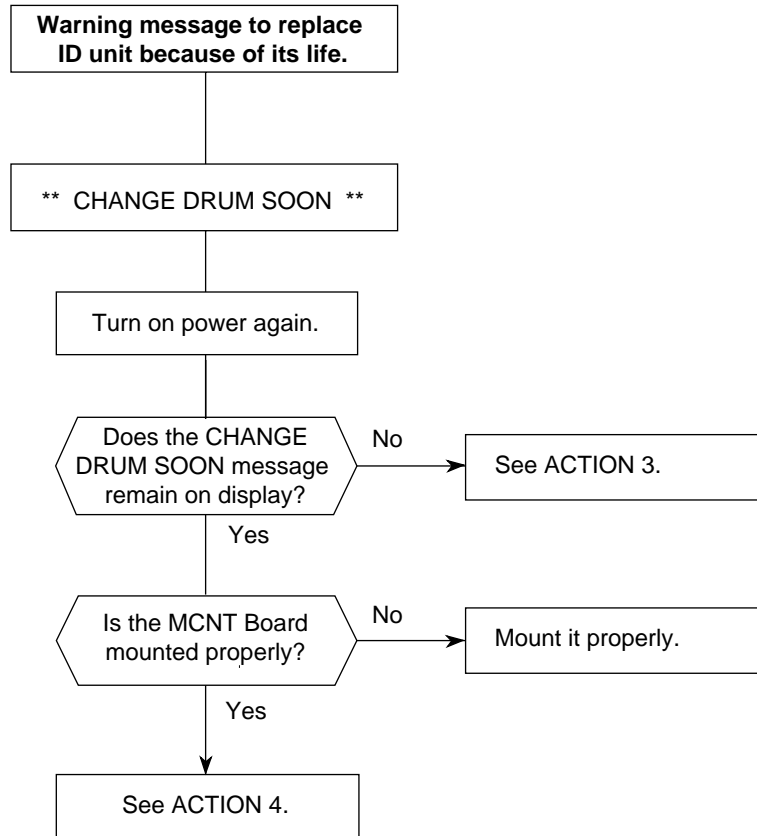 Warning message to replace
ID unit because of its life.
** CHANGE DRUM SOON **
Turn on power again.
Does the CHANGE
DRUM SOON message
remain on display?
No
See ACTION 3.
Yes
Is the MCNT Board
mounted properly?
No
Mount it properly.
Yes
See ACTION 4.